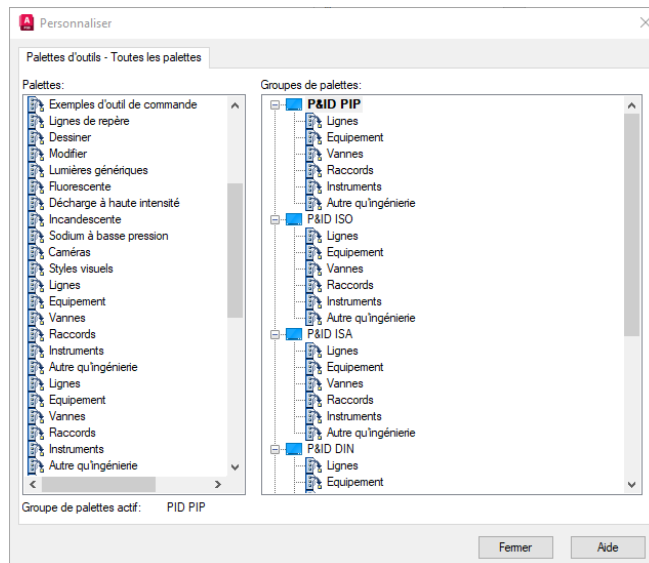 Personnaliser
Palettes d'outils - Toutes les palettes
Palettes:
Exemples d'outil de commande
Lignes de repère
Dessiner
Modifier
Lumières génériques
Fluorescente
Décharge à haute intensité
Incandescente
Sodium à basse pression
Caméras
Styles visuels
Lignes
Equipement
Vannes
Raccords
Instruments
Autre qu'ingénierie
Lignes
Equipement
Vannes
Raccords
Instruments
Autre qu'ingénierie
Groupes de palettes:
P&ID PIP
Lignes
Equipement
Vannes
Raccords
Instruments
Autre qu'ingénierie
P&ID ISO
Lignes
Equipement
Vannes
Raccords
Instruments
Autre qu'ingénierie
P&ID ISA
Lignes
Equipement
Vannes
Raccords
Instruments
Autre qu'ingénierie
P&ID DIN
Lignes
Equipement
Groupe de palettes actif: PID PIP
Fermer
Aide